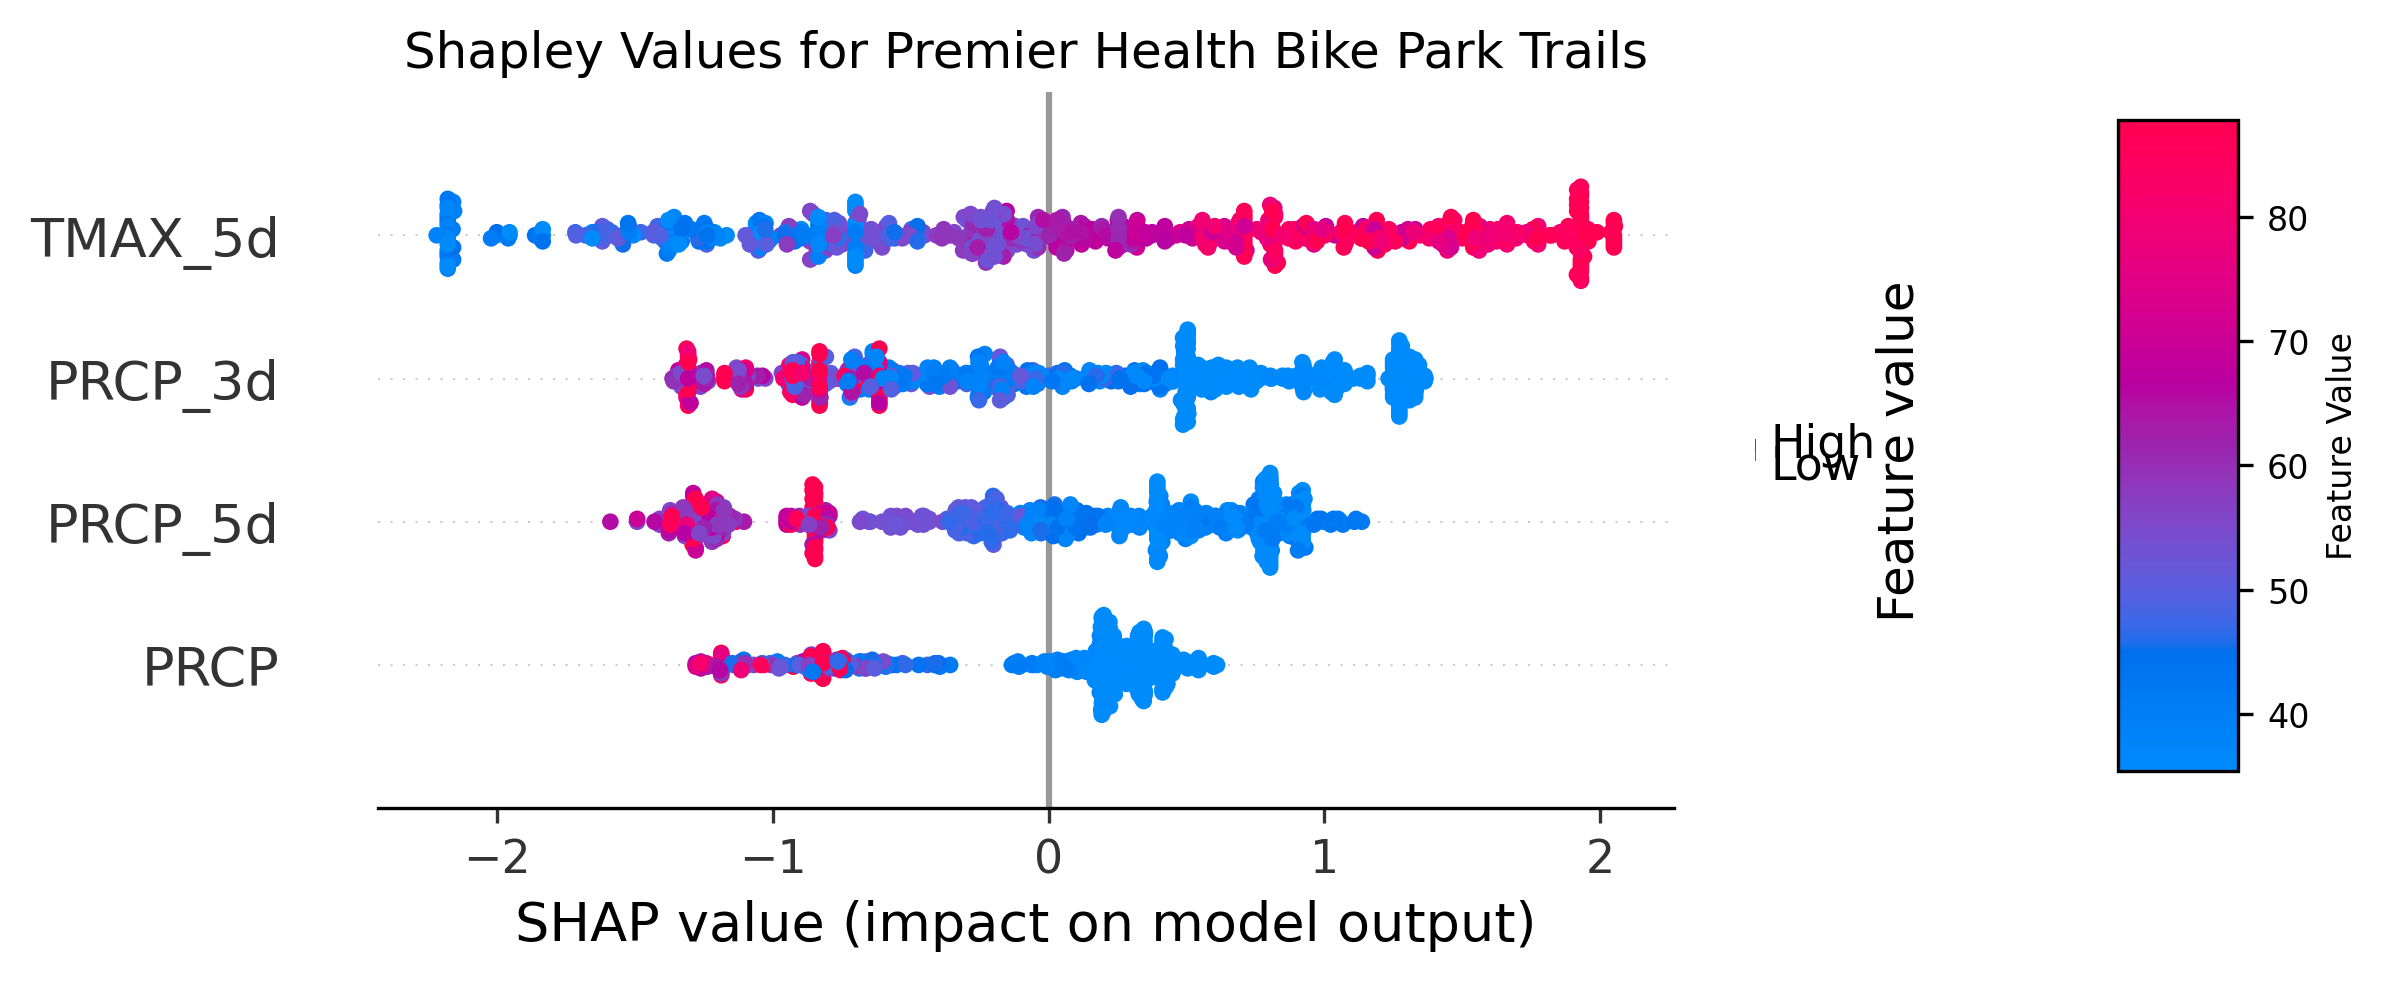 Shapley Values for Premier Health Bike Park Trails
TMAX_5d
PRCP_3d
PRCP_5d
PRCP
−2
−1
0
1
2
SHAP value (impact on model output)
High
Low
Feature value
80
70
60
50
40
Feature Value